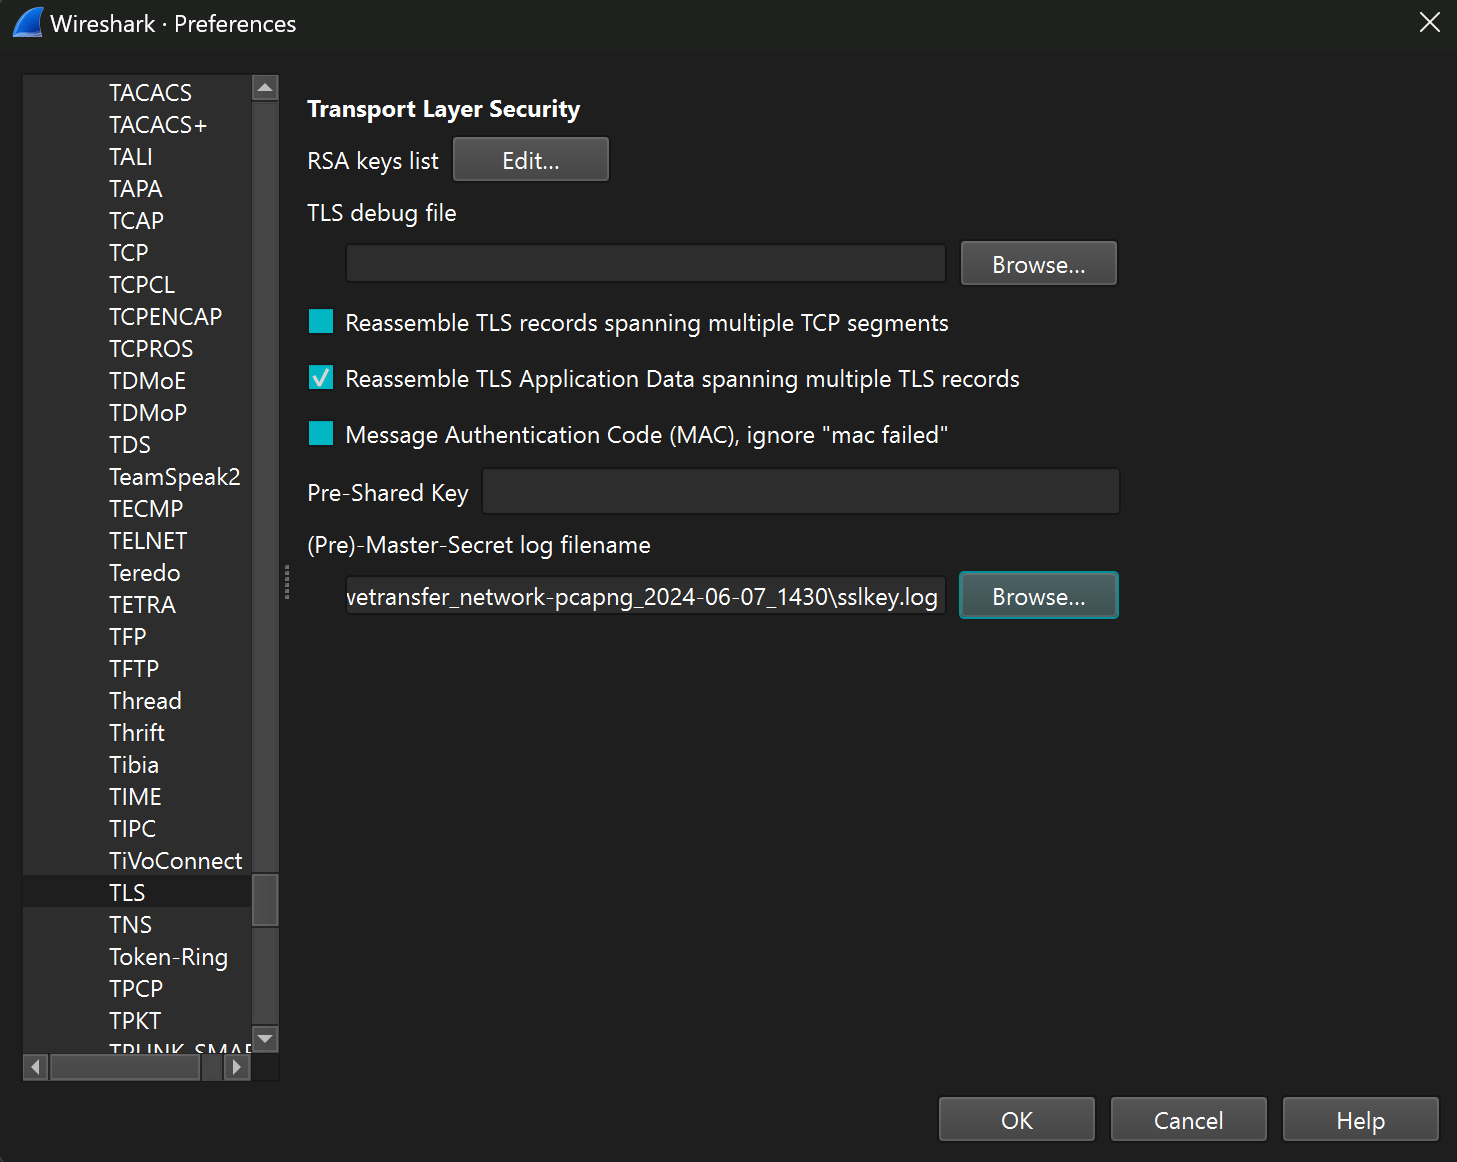 Wireshark · Preferences
TACACS
TACACS+
TALI
TAPA
TCAP
TCP
TCPCL
TCPENCAP
TCPROS
TDMoE
TDMoP
TDS
TeamSpeak2
TECMP
TELNET
Teredo
TETRA
TFP
TFTP
Thread
Thrift
Tibia
TIME
TIPC
TiVoConnect
TLS
TNS
Token-Ring
TPCP
TPKT
Transport Layer Security
RSA keys list Edit...
TLS debug file
Browse...
Reassemble TLS records spanning multiple TCP segments
Reassemble TLS Application Data spanning multiple TLS records
Message Authentication Code (MAC), ignore "mac failed"
Pre-Shared Key
(Pre)-Master-Secret log filename
wetransfer_network-pcapng_2024-06-07_1430\sslkey.log Browse...
OK Cancel Help